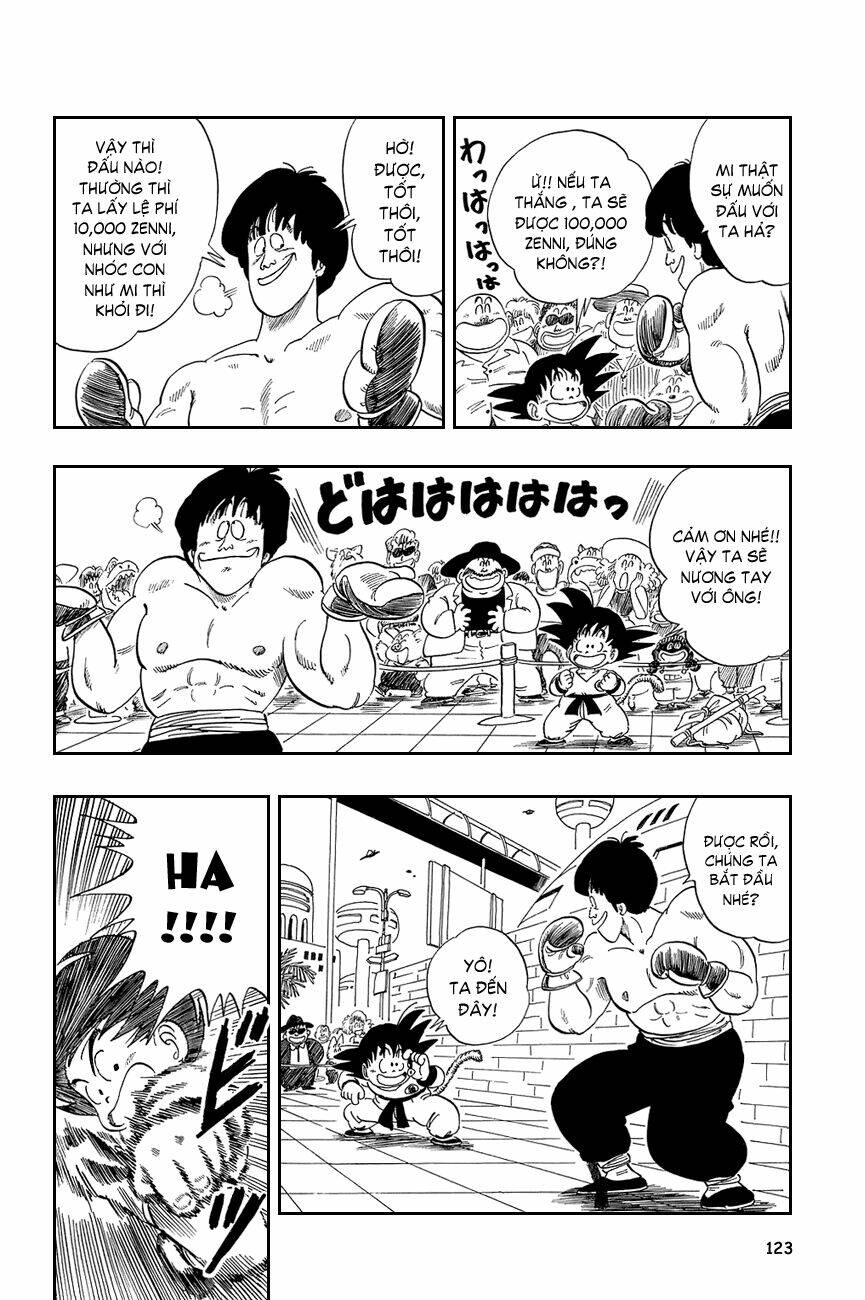 MI THẬT
SỰ MUỐN
ĐẤU VỚI
TA HẢ?
Ừ!! NẾU TA
THẮNG , TA SẼ
ĐƯỢC 100,000
ZENNI, ĐÚNG
KHÔNG?!
わっはっはっは
HỜ!
ĐƯỢC,
TỐT
THÔI,
TỐT
THÔI!
VẬY THÌ
ĐẤU NÀO!
THƯỜNG THÌ
TA LẤY LỆ PHÍ
10,000 ZENNI,
NHƯNG VỚI
NHÓC CON
NHƯ MI THÌ
KHỎI ĐI!
どはははははっ
CẢM ƠN NHÉ!!
VẬY TA SẼ
NƯƠNG TAY
VỚI ÔNG!
ĐƯỢC RỒI,
CHÚNG TA
BẮT ĐẦU
NHÉ?
YÔ!
TA ĐẾN
ĐÂY!
HA
!!!!
ビッ
123